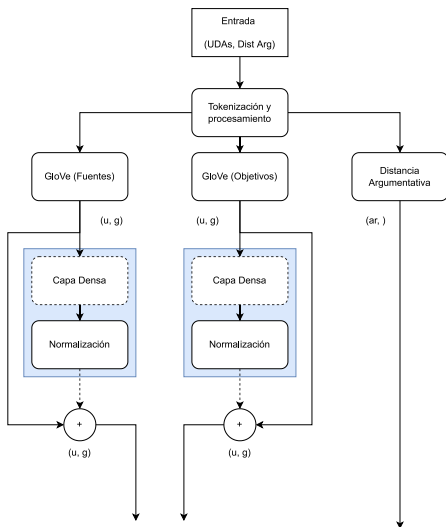 Entrada
(UDAs, Dist Arg)
Tokenización y
procesamiento
GloVe (Fuentes)
GloVe (Objetivos)
Distancia
Argumentativa
(u, g)
(u, g)
(ar, )
Capa Densa
Capa Densa
Normalización
Normalización
+
+
(u, g)
(u, g)